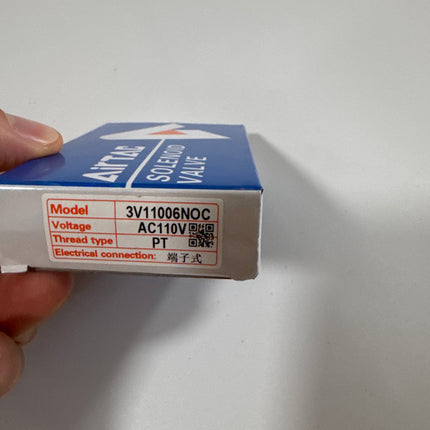 AIRTAC
SOLENOID
VALVE
Model 3V11006NOC
Voltage AC110V
Thread type PT
Electrical connection: 端子式